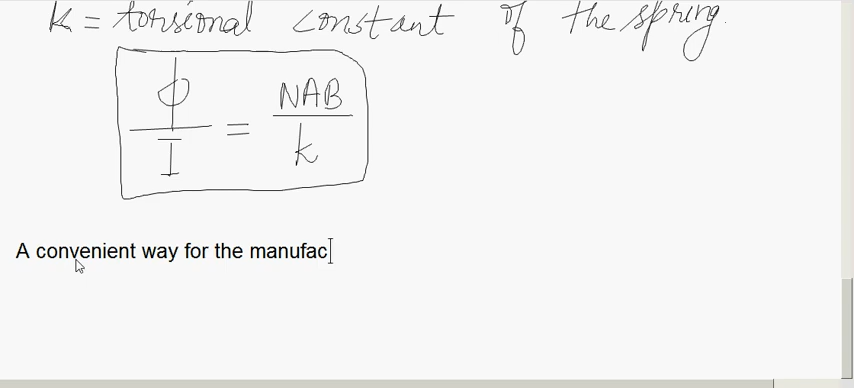 K = torsional constant of the spring.
ϕ/I = NAB/k
A convenient way for the manufac